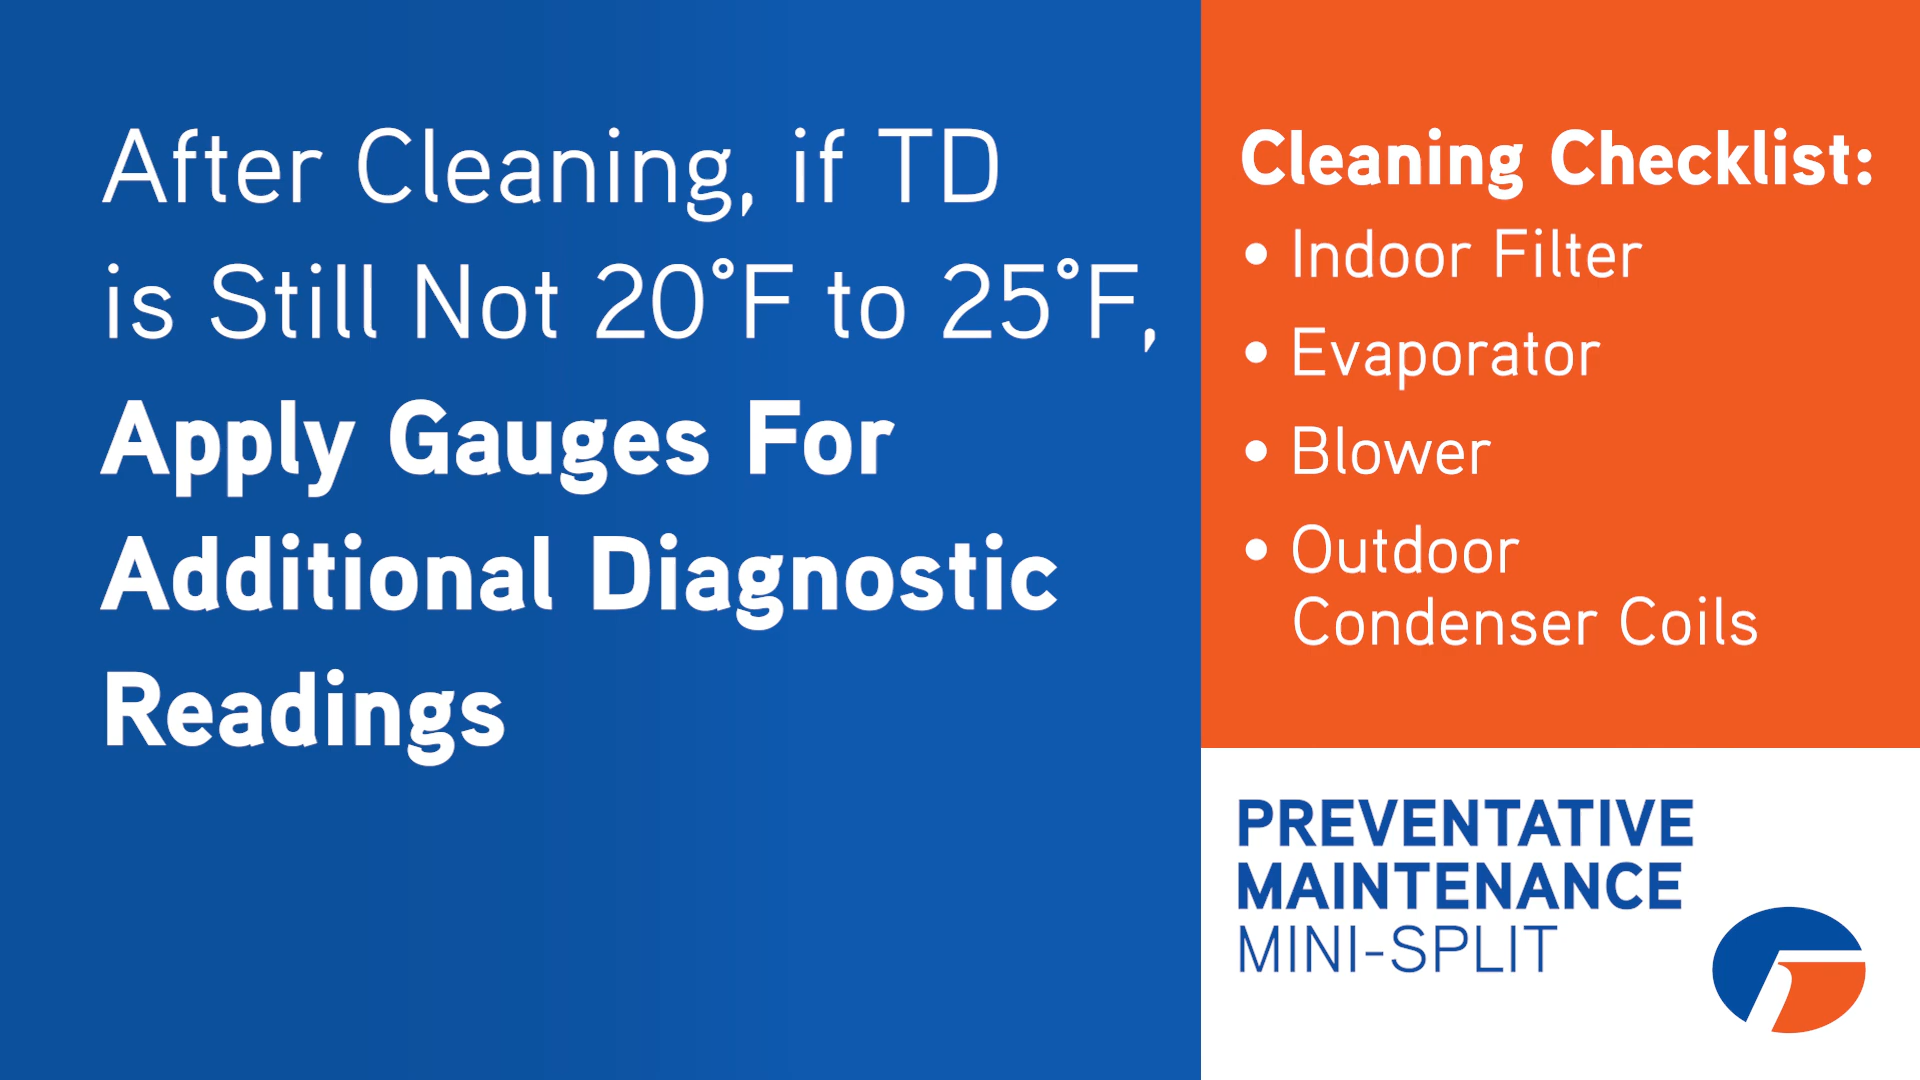 After Cleaning, if TD
is Still Not 20°F to 25°F,
Apply Gauges For
Additional Diagnostic
Readings
Cleaning Checklist:
• Indoor Filter
• Evaporator
• Blower
• Outdoor
Condenser Coils
PREVENTATIVE
MAINTENANCE
MINI-SPLIT